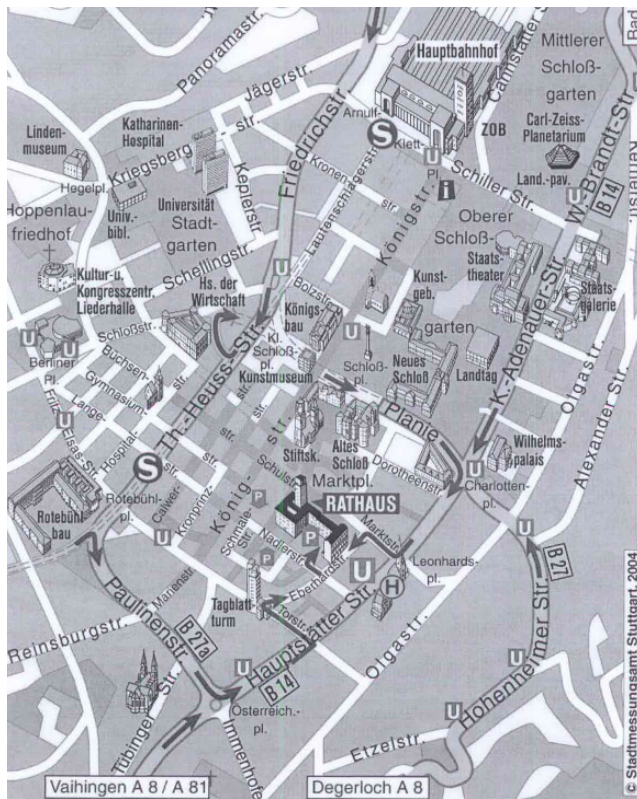 Panoramastr.
Hauptbahnhof
Cannstatter Str.
Mittlerer
Schloß-
garten
Rad
Jägerstr.
Arnulf-
Klett-
Pl.
S
U
ZOB
Carl-Zeiss-
Planetarium
Land.-pav.
U
W.-Brandt-Str.
B 14
Linden-
museum
Hegelpl.
Katharinen-
Hospital
Kriegsberg
str.
Friedrichstr.
Kronen-
str.
Lautenschlagerstr.
Königstr.
i
Schiller Str.
Hoppenlau-
friedhof
Univ.-
bibl.
Universität
Stadt-
garten
Keplerstr.
Oberer
Schloß-
garten
Staats-
theater
Staats-
galerie
Kultur-u.
Kongresszentr.
Liederhalle
Schellingstr.
Hs. der
Wirtschaft
U
Bolzstr.
Königs
bau
Kunst-
geb.
K.-Adenauer-Str.
Schloßstr.
U
U
Berliner
Pl.
Büchsen-
str.
Gymnasium-
str.
Lange-
str.
Hospital-
Fritz-
Elsas-Str.
U
Th.-Heuss-Str.
Kl.
Schloß-
pl.
Kunstmuseum
U
Schloß-
pl.
Neues
Schloß
Landtag
Olgastr.
Alexander Str.
Planie
Stiftsk.
Altes
Schloß
Wilhelms-
palais
U
S
Rotebühl-
pl.
Rotebühl
bau
Calwer-
str.
Kronprinz-
str.
König-
str.
Schulstr.
Marktpl.
RATHAUS
Dorotheenstr.
Charlotten-
pl.
U
Schmale-
Str.
P
P
P
Nadlerstr.
Marktstr.
Eberhardstr.
U
H
Leonhards-
pl.
U
B 27
Paulinenstr.
Marienstr.
Tagblatt
turm
Torstr.
Hauptstätter Str.
Olgastr.
Hohenheimer Str.
Reinsburgstr.
B 27a
U
B 14
Tübinger Str.
Österreich.-
pl.
Immenhofer
U
Etzelstr.
Vaihingen A 8 / A 81
Degerloch A 8
© Stadtmessungsamt Stuttgart, 2004